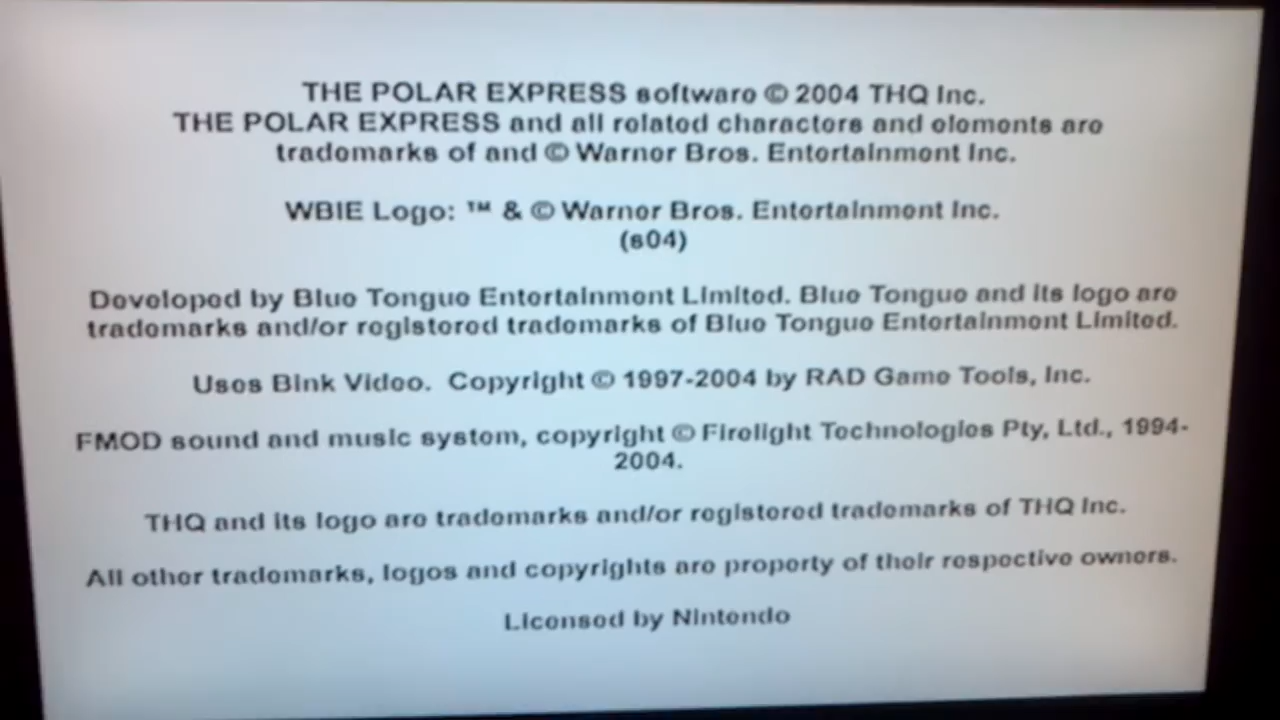 THE POLAR EXPRESS software © 2004 THQ Inc.
THE POLAR EXPRESS and all related characters and elements are
trademarks of and © Warner Bros. Entertainment Inc.
WBIE Logo: ™ & © Warner Bros. Entertainment Inc.
(s04)
Developed by Blue Tongue Entertainment Limited. Blue Tongue and its logo are
trademarks and/or registered trademarks of Blue Tongue Entertainment Limited.
Uses Bink Video. Copyright © 1997-2004 by RAD Game Tools, Inc.
FMOD sound and music system, copyright © Firelight Technologies Pty, Ltd., 1994-
2004.
THQ and its logo are trademarks and/or registered trademarks of THQ Inc.
All other trademarks, logos and copyrights are property of their respective owners.
Licensed by Nintendo